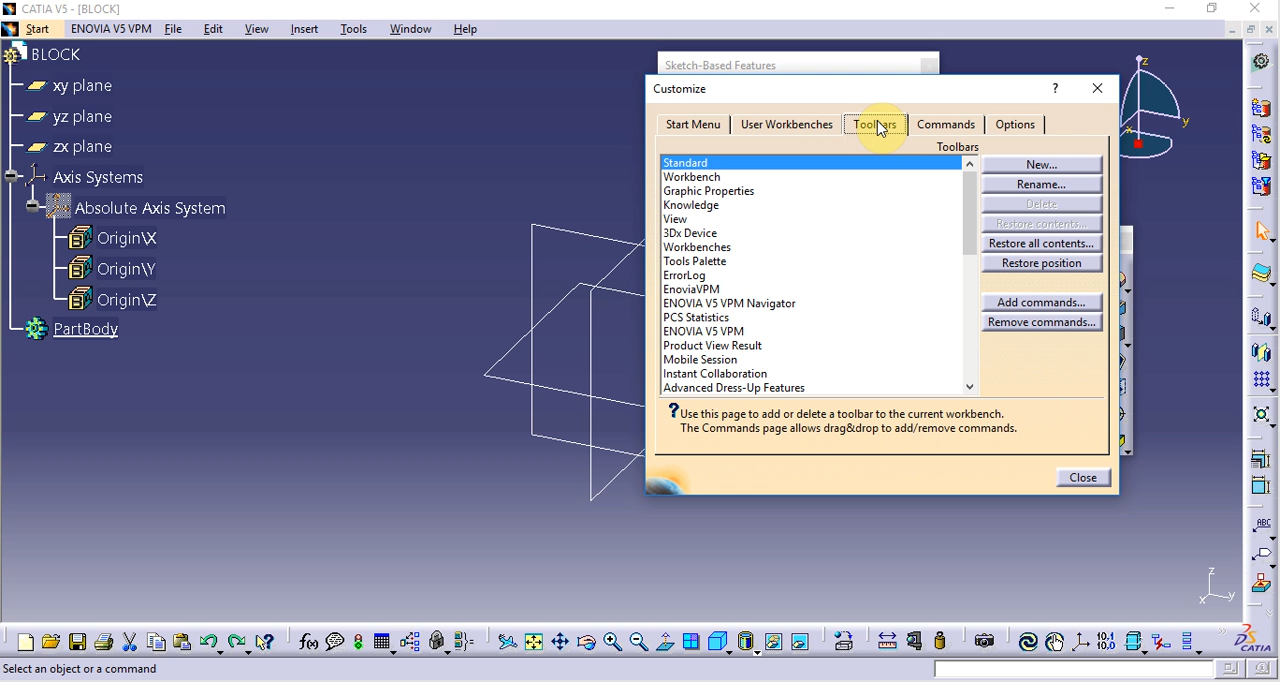 CATIA V5 - [BLOCK]
Start ENOVIA V5 VPM File Edit View Insert Tools Window Help
BLOCK
xy plane
yz plane
zx plane
Axis Systems
Absolute Axis System
Origin\X
Origin\Y
Origin\Z
PartBody
Sketch-Based Features
Customize
?
Start Menu User Workbenches Toolbars Commands Options
Toolbars
Standard
Workbench
Graphic Properties
Knowledge
View
3Dx Device
Workbenches
Tools Palette
ErrorLog
EnoviaVPM
ENOVIA V5 VPM Navigator
PCS Statistics
ENOVIA V5 VPM
Product View Result
Mobile Session
Instant Collaboration
Advanced Dress-Up Features
New...
Rename...
Delete
Restore contents...
Restore all contents...
Restore position
Add commands...
Remove commands...
Use this page to add or delete a toolbar to the current workbench.
The Commands page allows drag&drop to add/remove commands.
Close
z
y
x
ABC
z
x y
f(x)
10.1
10,0
CATIA
Select an object or a command